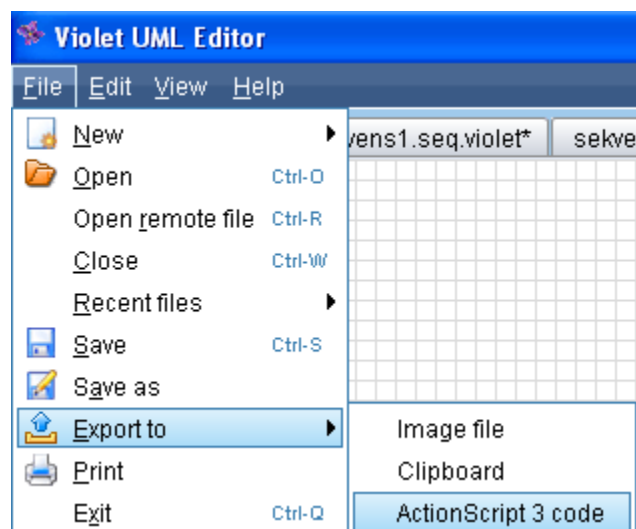 Violet UML Editor
File Edit View Help
New
vens1.seq.violet* sekve
Open Ctrl-O
Open remote file Ctrl-R
Close Ctrl-W
Recent files
Save Ctrl-S
Save as
Export to
Image file
Print
Clipboard
Exit Ctrl-Q
ActionScript 3 code